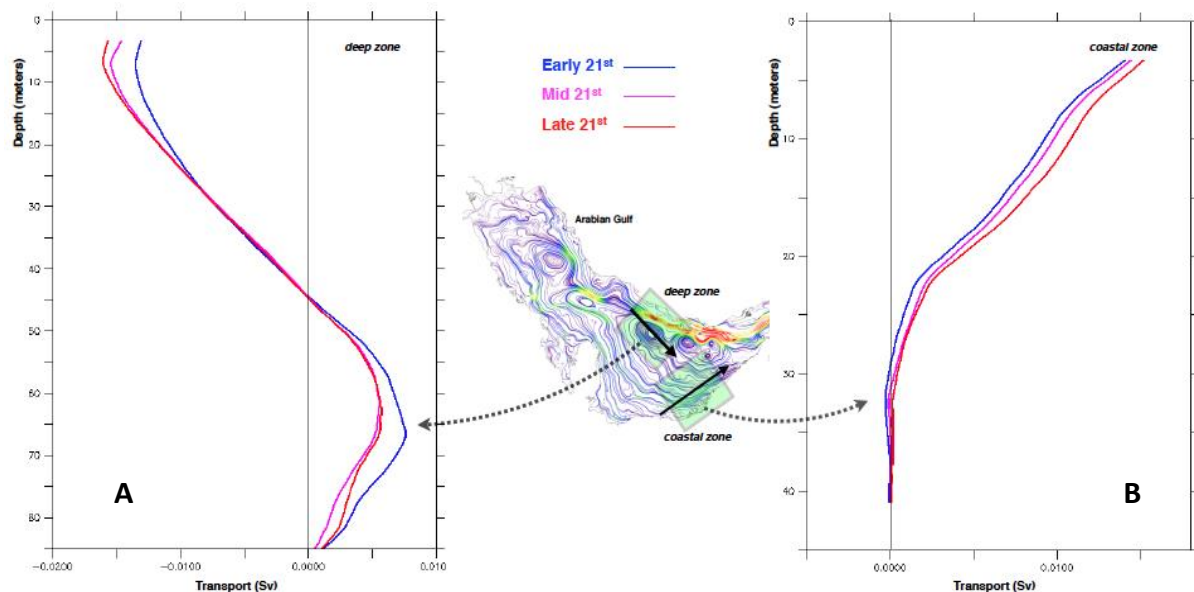 deep zone
0
10
20
30
40
50
60
70
80
Depth (meters)
A
−0.0200
−0.0100
0.0000
0.010
Transport (Sv)
Early 21st
Mid 21st
Late 21st
Arabian Gulf
deep zone
coastal zone
coastal zone
0
10
20
30
40
Depth (meters)
B
0.0000
0.0100
Transport (Sv)